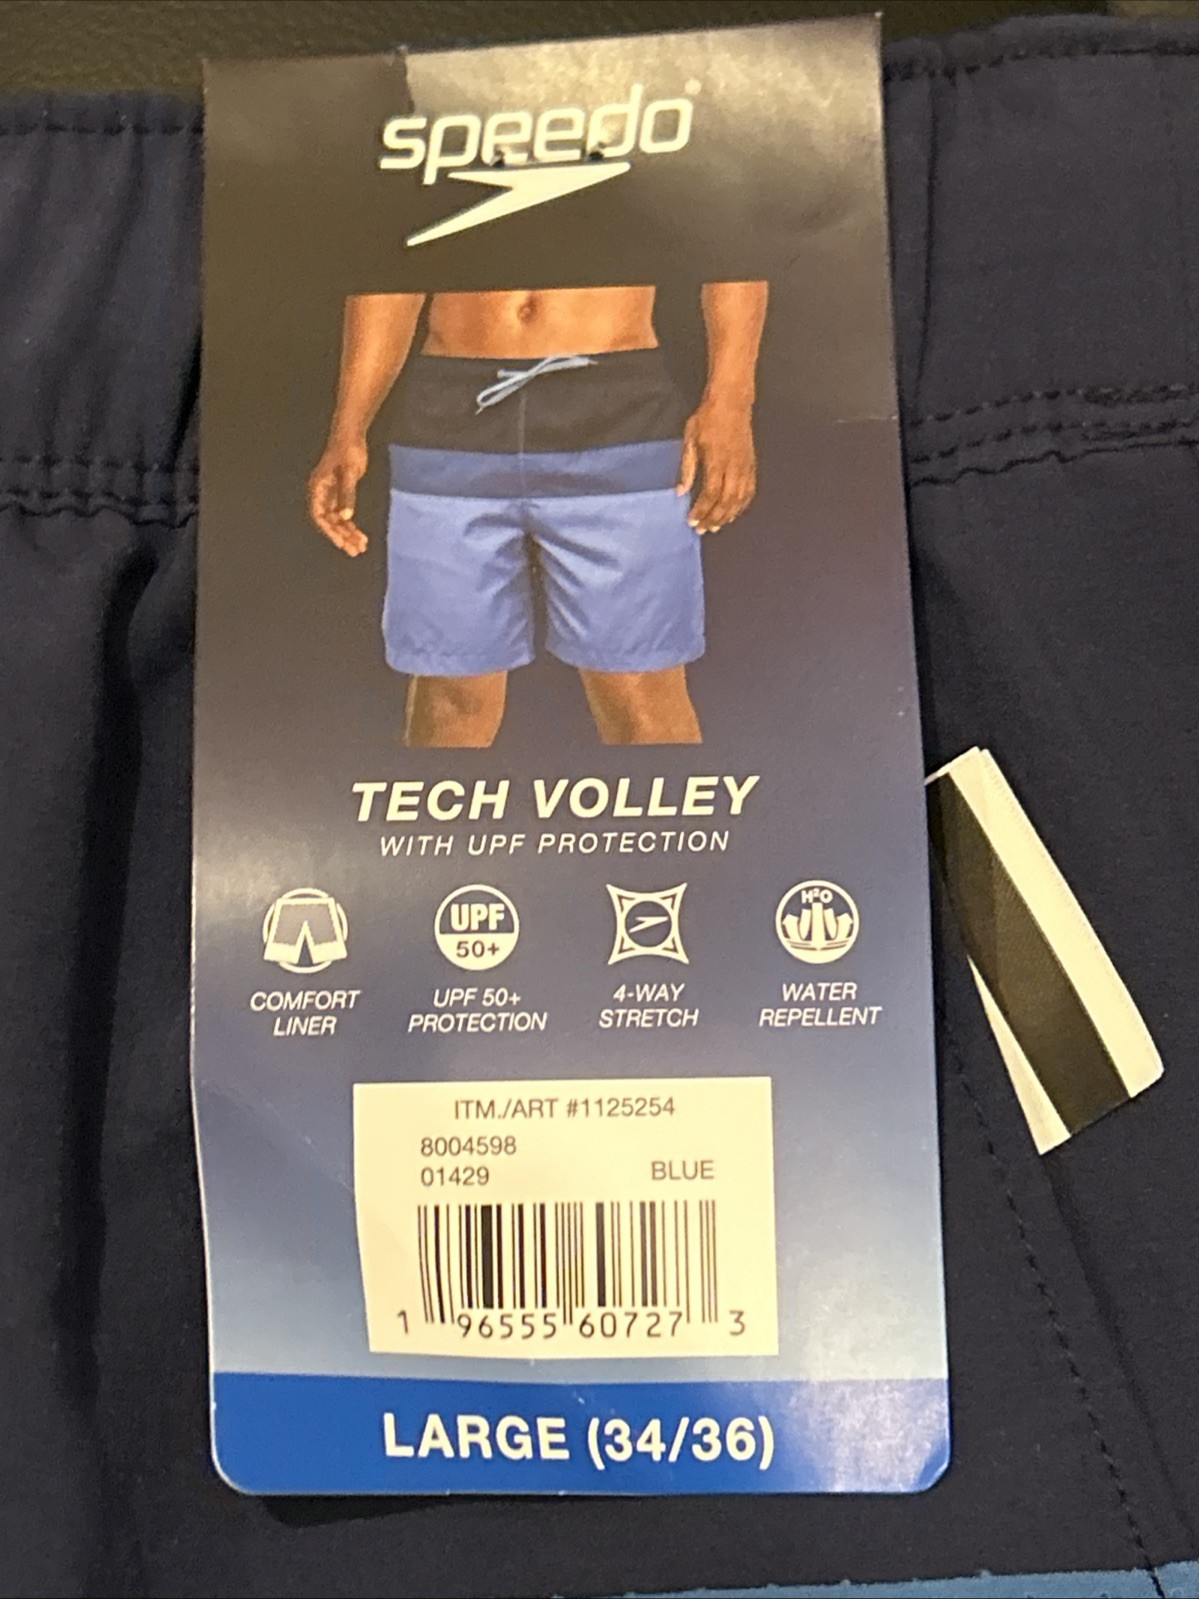 speedo®
TECH VOLLEY
WITH UPF PROTECTION
UPF
50+
H²O
COMFORT
LINER
UPF 50+
PROTECTION
4-WAY
STRETCH
WATER
REPELLENT
ITM./ART #1125254
8004598
01429 BLUE
1 96555 60727 3
LARGE (34/36)